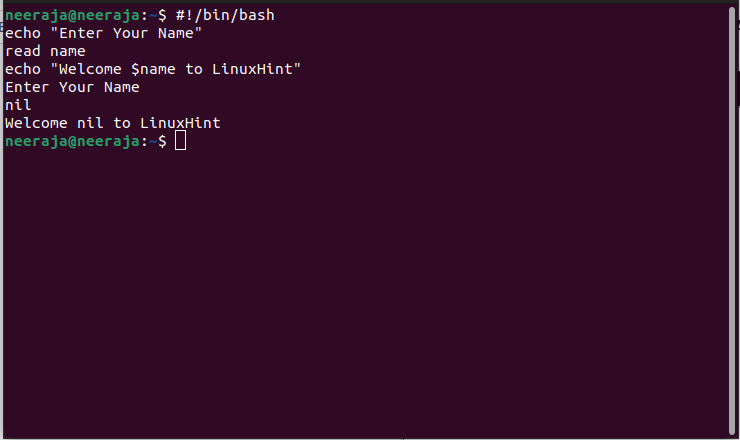 neeraja@neeraja:~$ #!/bin/bash
echo "Enter Your Name"
read name
echo "Welcome $name to LinuxHint"
Enter Your Name
nil
Welcome nil to LinuxHint
neeraja@neeraja:~$